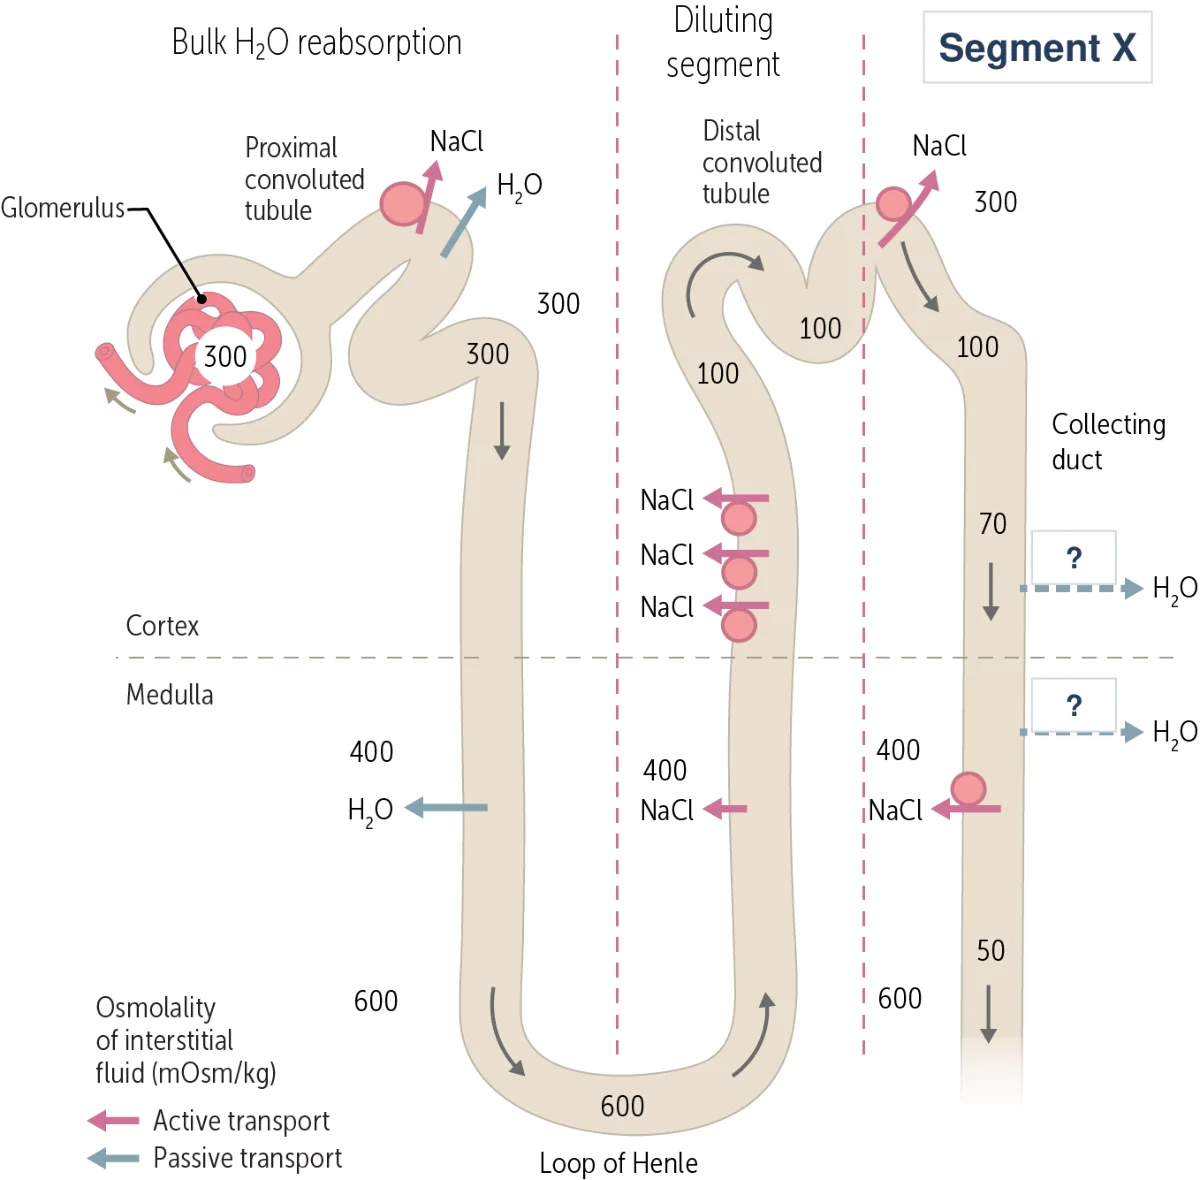 Bulk H₂O reabsorption
Diluting
segment
Segment X
Proximal
convoluted
tubule
NaCl
H₂O
Glomerulus
300
300
300
Distal
convoluted
tubule
100
100
NaCl
300
100
Collecting
duct
NaCl
NaCl
NaCl
70
?
H₂O
Cortex
Medulla
?
H₂O
400
H₂O
400
NaCl
400
NaCl
600
600
50
600
Osmolality
of interstitial
fluid (mOsm/kg)
Active transport
Passive transport
Loop of Henle